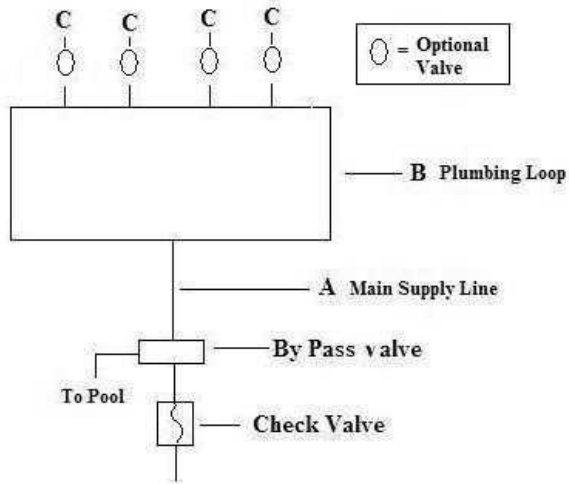 C C C C
= Optional
Valve
B Plumbing Loop
A Main Supply Line
By Pass valve
To Pool
Check Valve